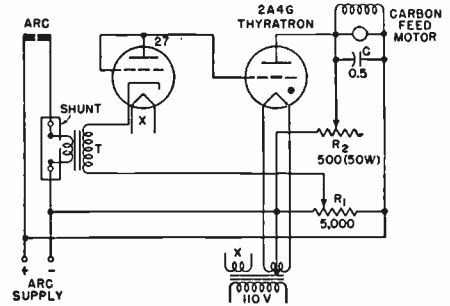 ARC
27
2A4G
THYRATRON
CARBON
FEED
MOTOR
C
0.5
SHUNT
X
T
R2
500(50W)
R1
5,000
X
110 V
+ -
ARC
SUPPLY